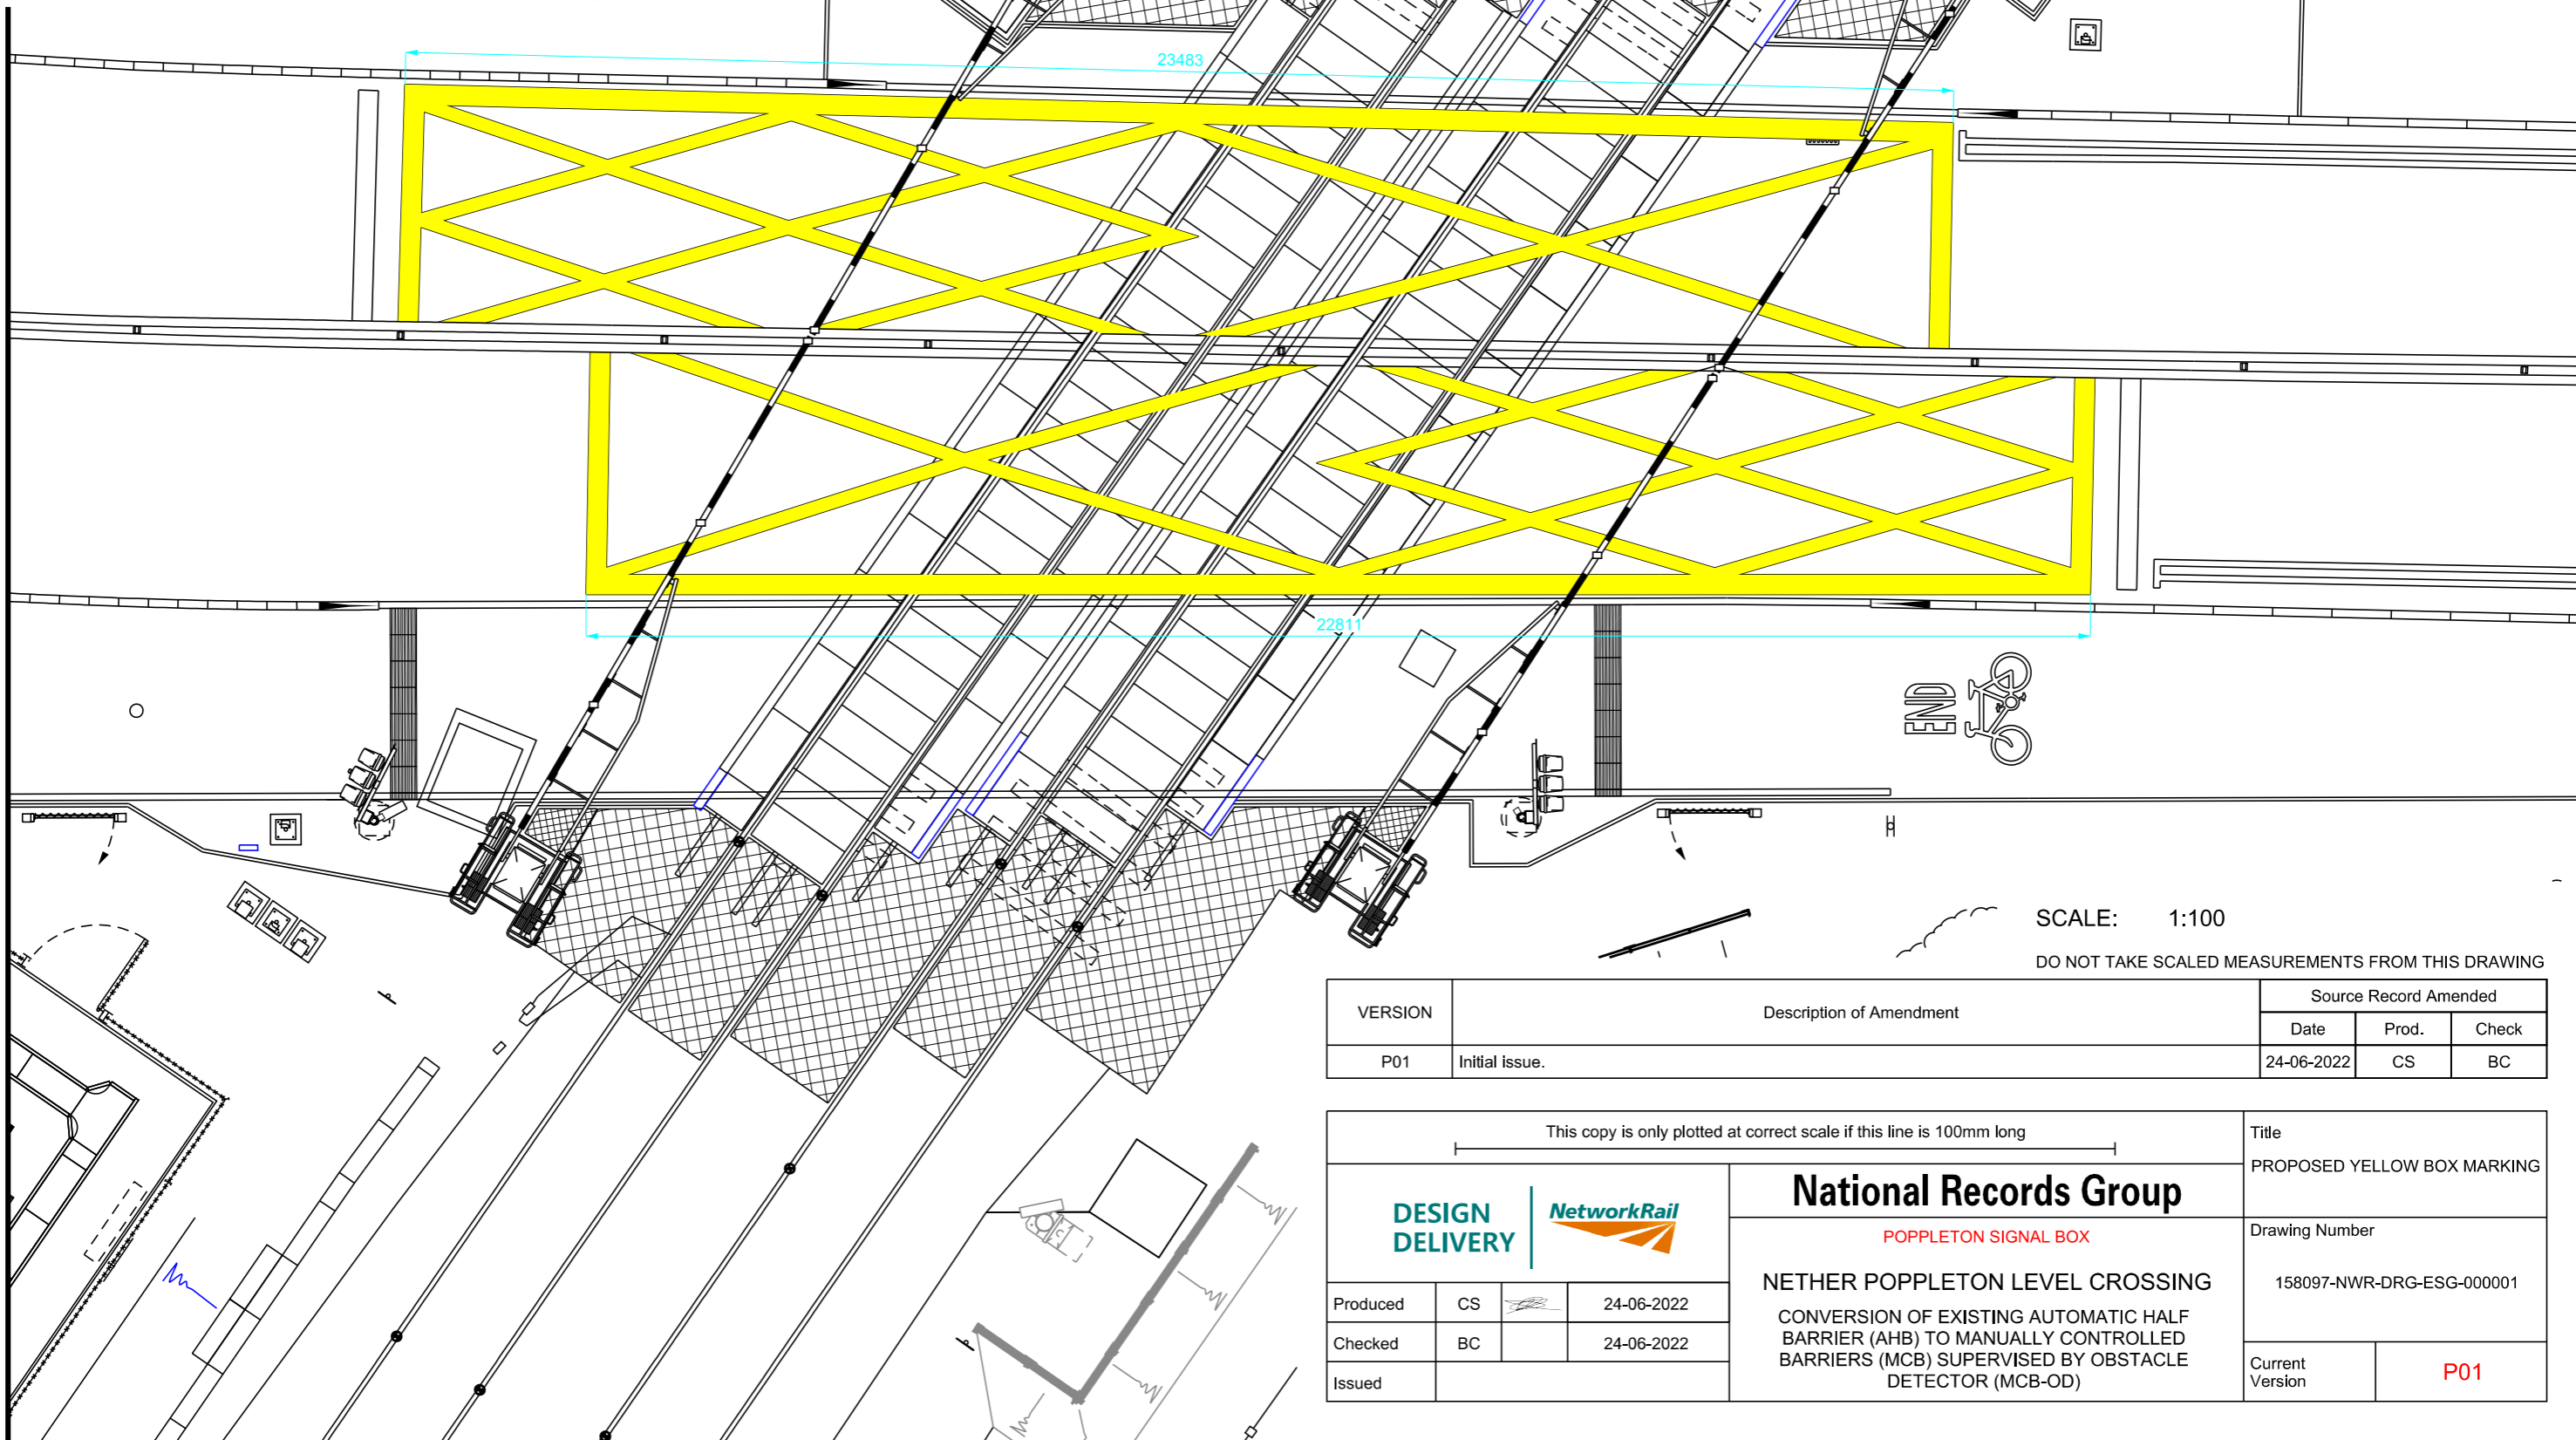 23483
22811
END
SCALE: 1:100
DO NOT TAKE SCALED MEASUREMENTS FROM THIS DRAWING
VERSION Description of Amendment Source Record Amended
Date Prod. Check
P01 Initial issue. 24-06-2022 CS BC
This copy is only plotted at correct scale if this line is 100mm long
DESIGN
DELIVERY
NetworkRail
National Records Group
POPPLETON SIGNAL BOX
NETHER POPPLETON LEVEL CROSSING
CONVERSION OF EXISTING AUTOMATIC HALF
BARRIER (AHB) TO MANUALLY CONTROLLED
BARRIERS (MCB) SUPERVISED BY OBSTACLE
DETECTOR (MCB-OD)
Produced CS 24-06-2022
Checked BC 24-06-2022
Issued
Title
PROPOSED YELLOW BOX MARKING
Drawing Number
158097-NWR-DRG-ESG-000001
Current
Version
P01